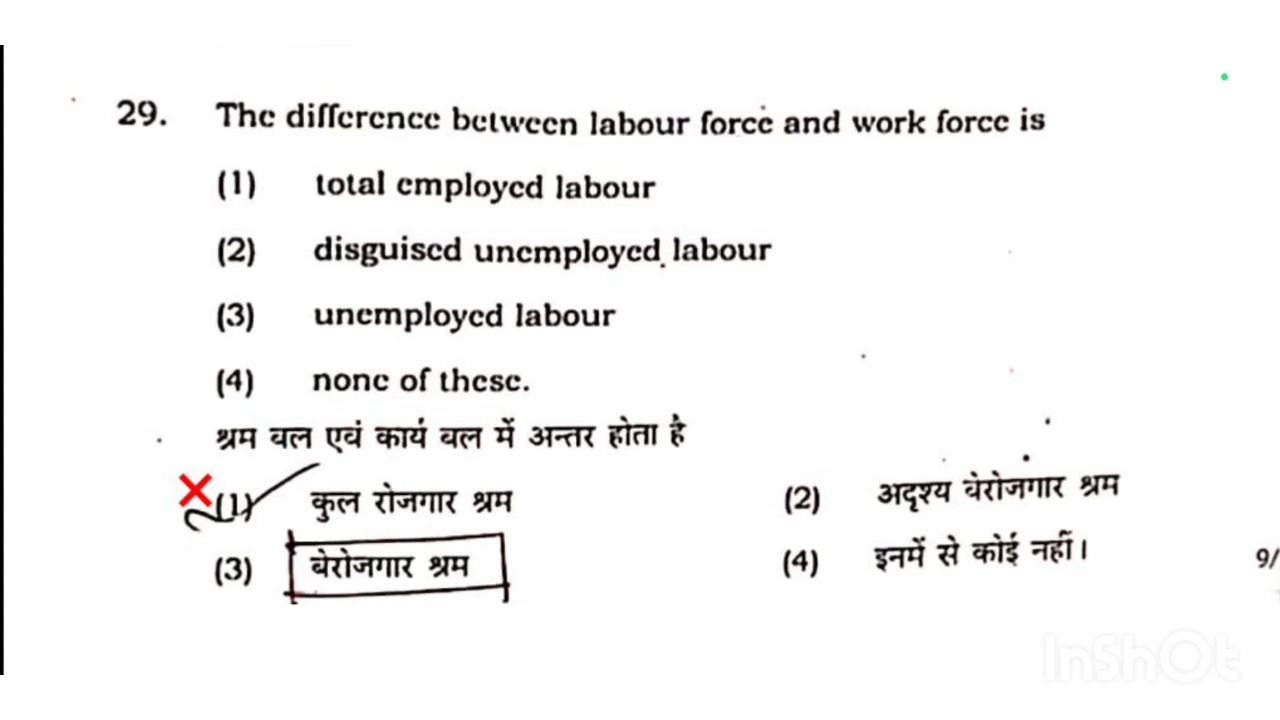 29. The difference between labour force and work force is
(1) total employed labour
(2) disguised unemployed labour
(3) unemployed labour
(4) none of these.
श्रम बल एवं कार्य बल में अन्तर होता है
(1) कुल रोजगार श्रम (2) अदृश्य बेरोजगार श्रम
(3) बेरोजगार श्रम (4) इनमें से कोई नहीं।
9/
InShOt